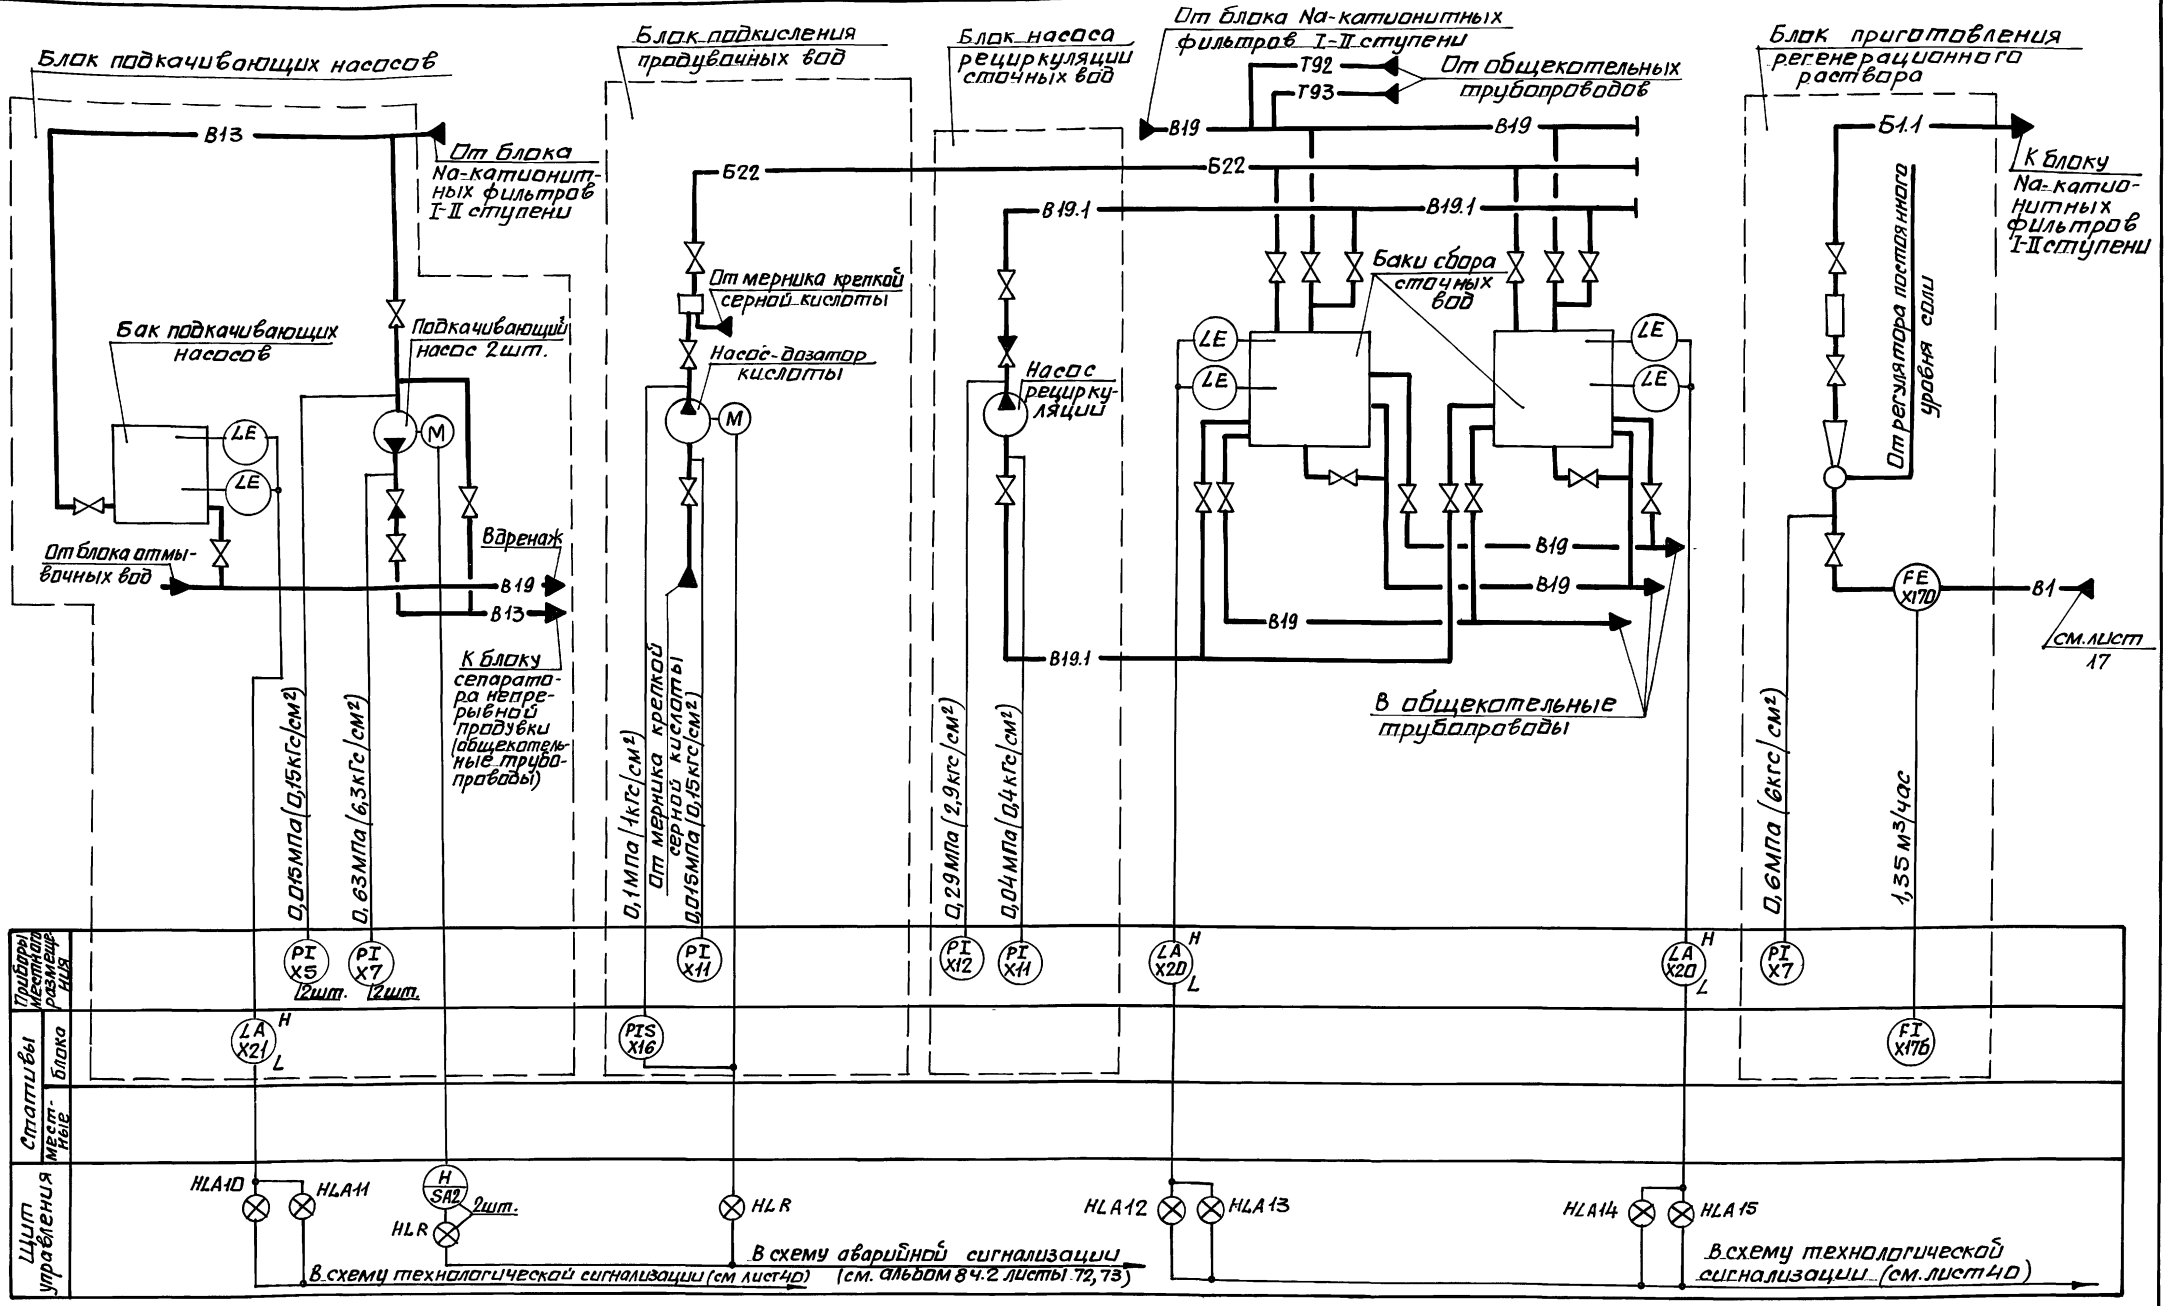 Блок подкачивающих насосов
Блок подкисления
продувочных вод
Блок насоса
рециркуляции
сточных вод
От блока Na-катионитных
фильтров I-II ступени
От общекотельных
трубопроводов
Блок приготовления
регенерационного
раствора
Т92
Т93
В13
В19
В19
Б1.1
От блока
Na-катионит-
ных фильтров
I-II ступени
Б22
Б22
К блоку
Na-катио-
нитных
фильтров
I-II ступени
В19.1
В19.1
От регулятора постоянного
уровня соли
От мерника крепкой
серной кислоты
Баки сбора
сточных
вод
Бак подкачивающих
насосов
Подкачивающий
насос 2шт.
Насос-дозатор
кислоты
Насос
рецирку-
ляции
LE
LE
LE
LE
LE
LE
М
М
От блока отмы-
вочных вод
В дренаж
В19
В13
В19
В19
В19
В19.1
FE
X17а
В1
см.лист
17
К блоку
сепарато-
ра непре-
рывной
продувки
(общекотель-
ные трубо-
проводы)
В общекотельные
трубопроводы
0,015мПа (0,15кГс/см²)
0,63мПа (6,3кГс/см²)
0,1мПа (1кГс/см²)
От мерника крепкой
серной кислоты
0,015мПа (0,15кгс/см²)
0,29мПа (2,9кгс/см²)
0,04мПа (0,4кГс/см²)
0,6мПа (6кгс/см²)
1,35 м³/час
Приборы
местного
размеще-
ния
PI
X5
2шт.
PI
X7
2шт.
PI
X11
PI
X12
PI
X11
LA
X20
H
L
LA
X20
H
L
PI
X7
Стативы
блока
LA
X21
H
L
PIS
X16
FI
X17б
мест-
ные
Щит
управления
HLA10
HLA11
H
SA2
2шт.
HLR
HLR
HLA12
HLA13
HLA14
HLA15
В схему аварийной сигнализации
(см. альбом 84.2 листы 72,73)
В схему технологической сигнализации (см лист40)
В схему технологической
сигнализации (см.лист40)